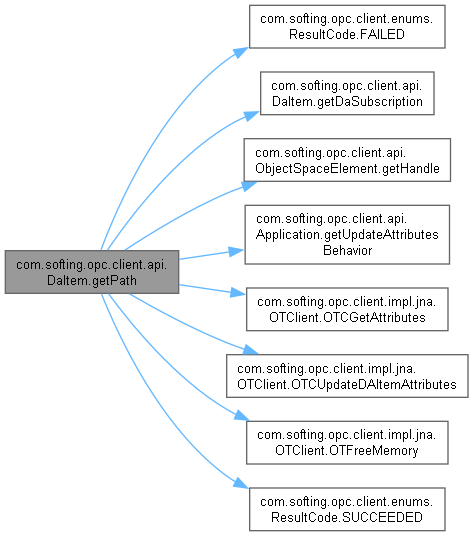 com.softing.opc.client.enums.
ResultCode.FAILED
com.softing.opc.client.api.
DaItem.getDaSubscription
com.softing.opc.client.api.
ObjectSpaceElement.getHandle
com.softing.opc.client.api.
Application.getUpdateAttributes
Behavior
com.softing.opc.client.api.
DaItem.getPath
com.softing.opc.client.impl.jna.
OTClient.OTCGetAttributes
com.softing.opc.client.impl.jna.
OTClient.OTCUpdateDAItemAttributes
com.softing.opc.client.impl.jna.
OTClient.OTFreeMemory
com.softing.opc.client.enums.
ResultCode.SUCCEEDED